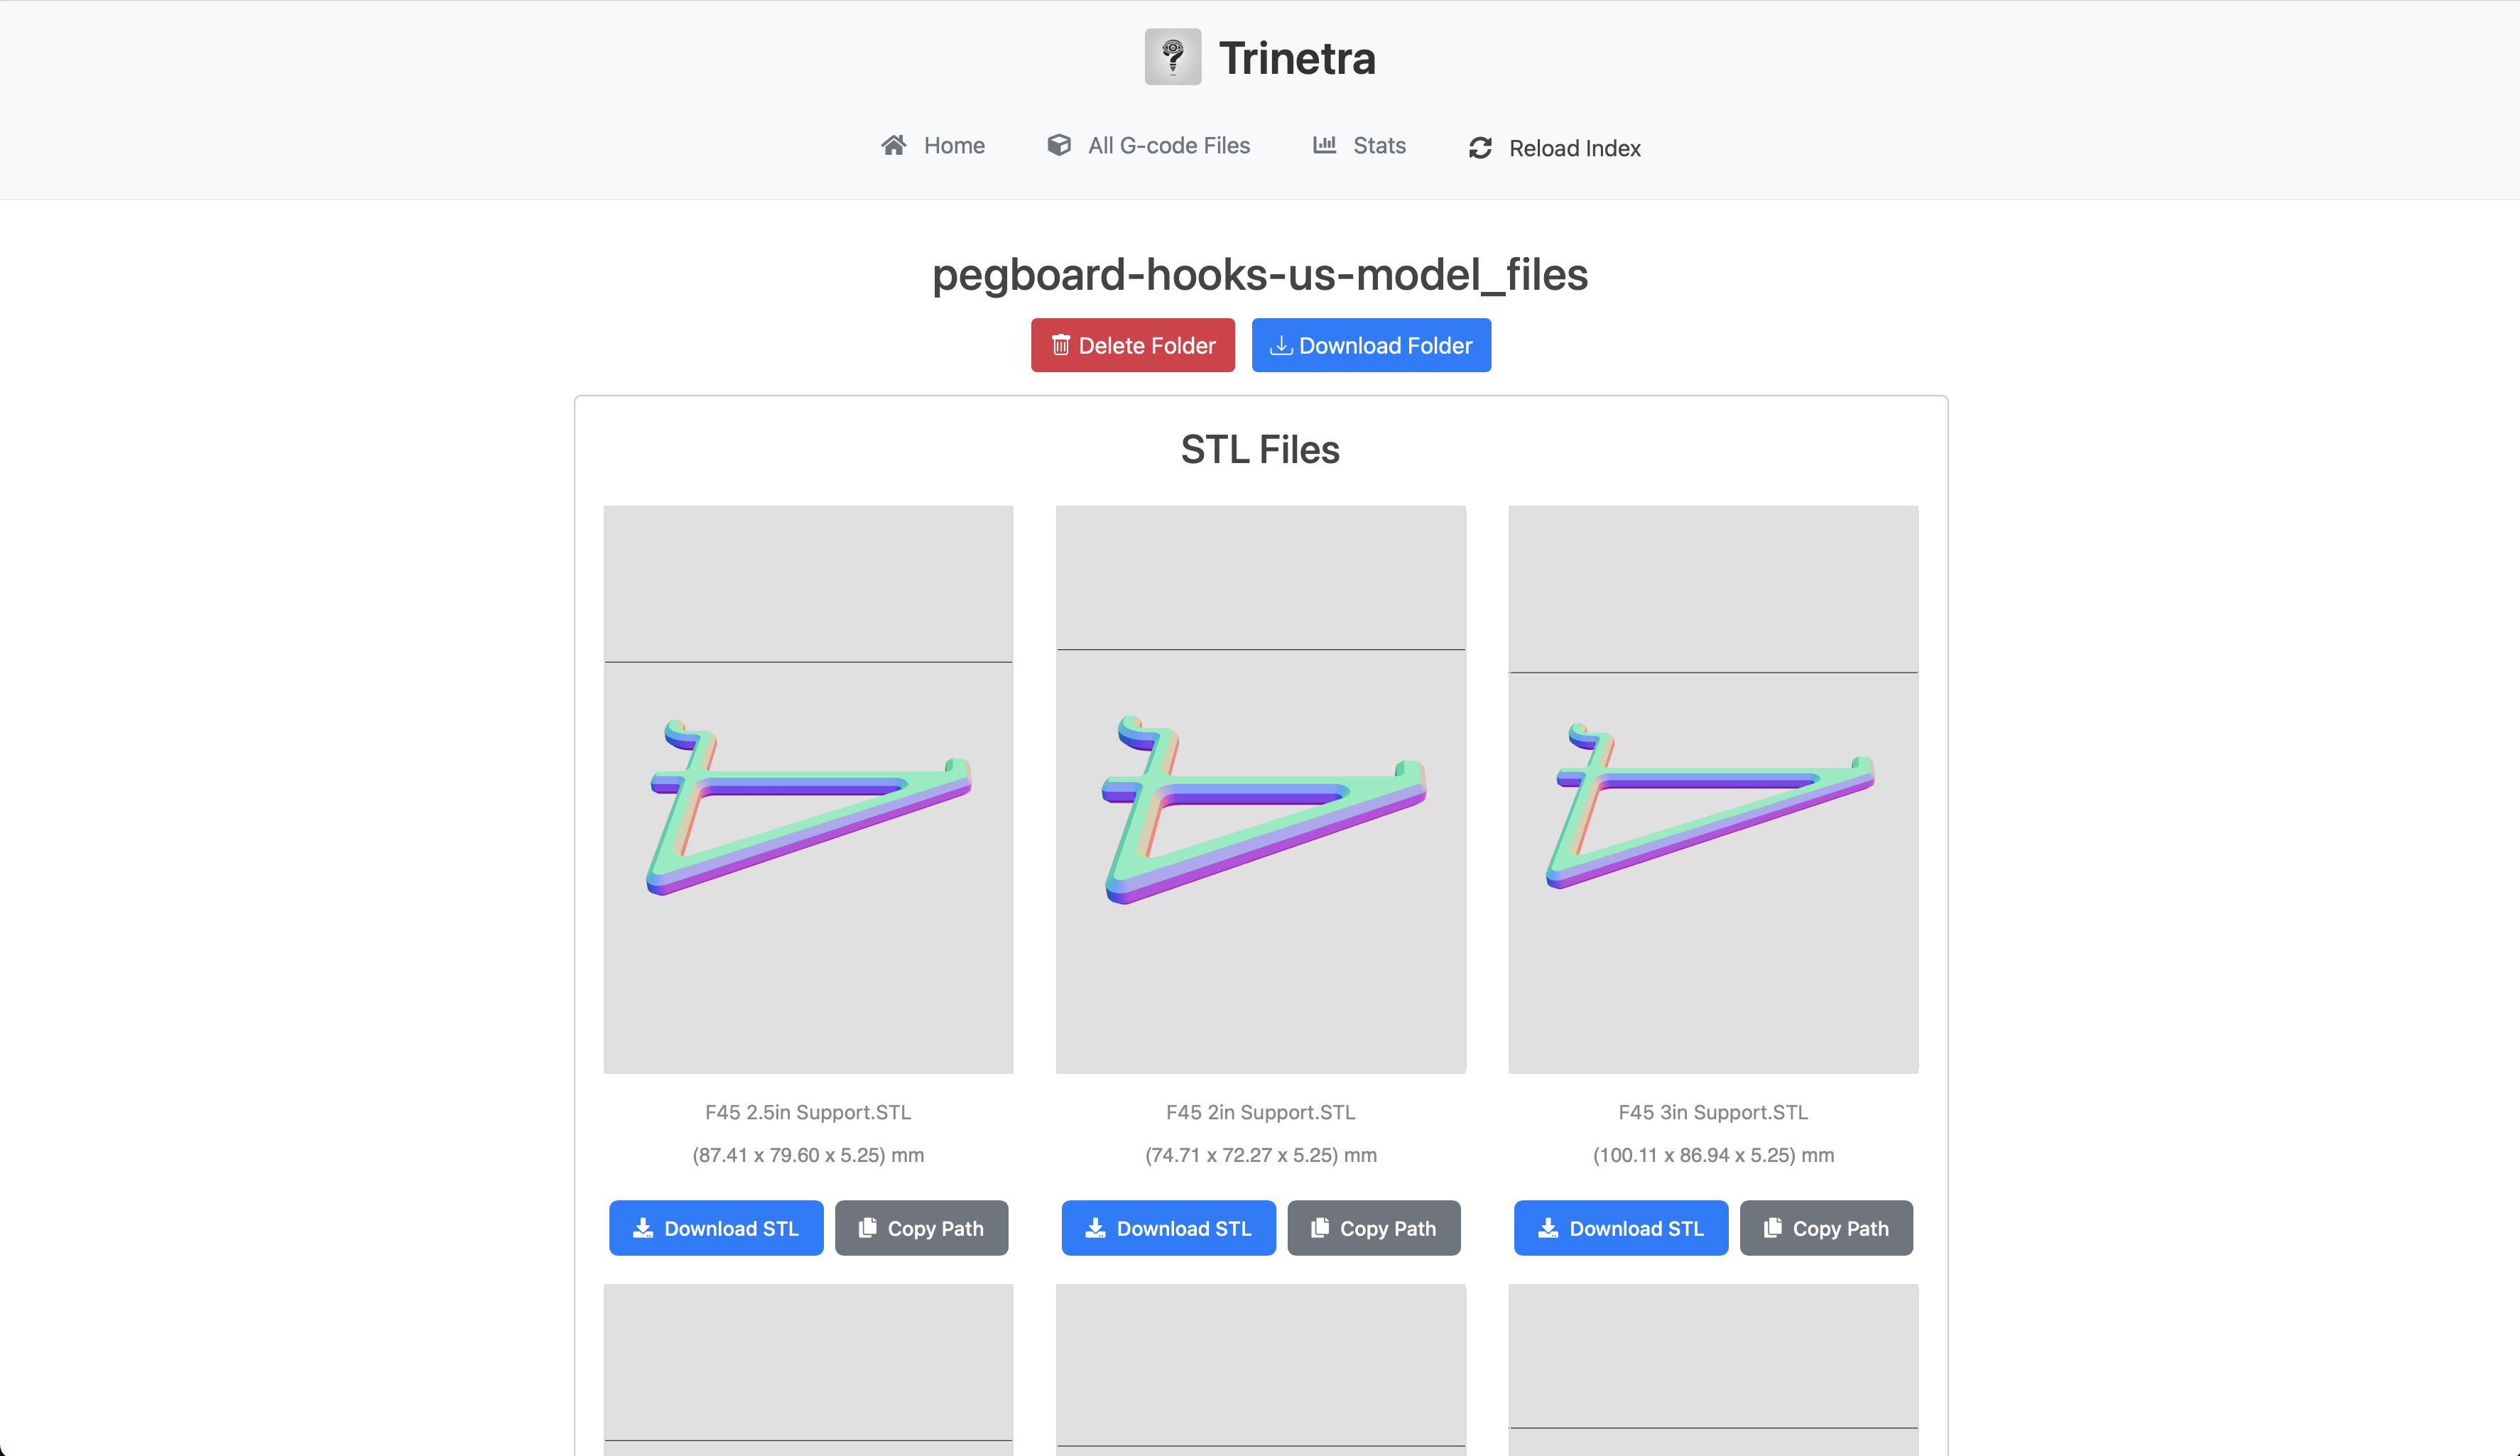 Trinetra
Home All G-code Files Stats Reload Index
pegboard-hooks-us-model_files
Delete Folder Download Folder
STL Files
F45 2.5in Support.STL
(87.41 x 79.60 x 5.25) mm
Download STL Copy Path
F45 2in Support.STL
(74.71 x 72.27 x 5.25) mm
Download STL Copy Path
F45 3in Support.STL
(100.11 x 86.94 x 5.25) mm
Download STL Copy Path